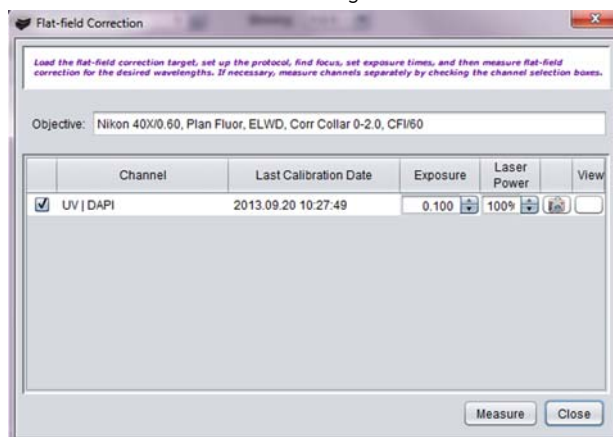 Flat-field Correction
Load the flat-field correction target, set up the protocol, find focus, set exposure times, and then measure flat-field
correction for the desired wavelengths. If necessary, measure channels separately by checking the channel selection boxes.
Objective: Nikon 40X/0.60, Plan Fluor, ELWD, Corr Collar 0-2.0, CFI/60
Channel Last Calibration Date Exposure Laser Power View
UV | DAPI 2013.09.20 10:27:49 0.100 100%
Measure Close